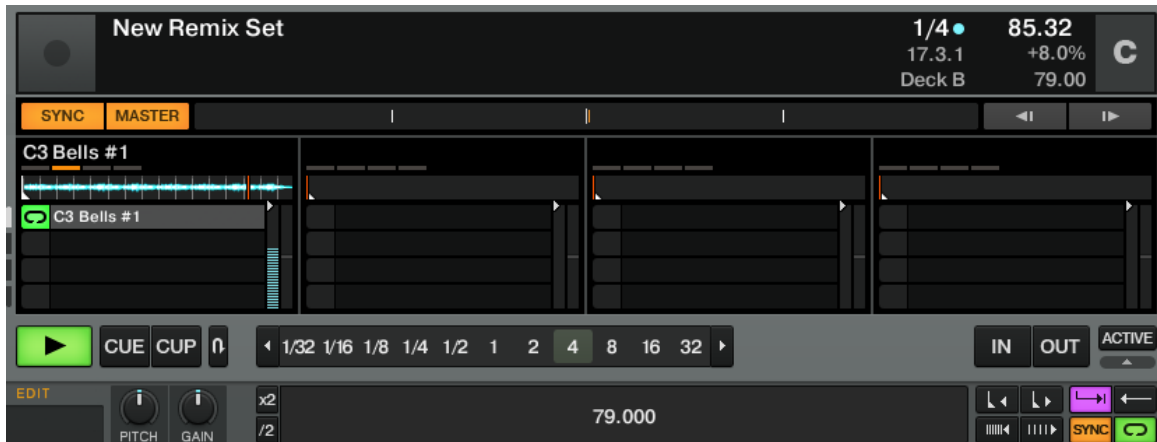 New Remix Set 1/4 85.32
17.3.1 +8.0% C
Deck B 79.00
SYNC MASTER
C3 Bells #1
C3 Bells #1
CUE CUP 1/32 1/16 1/8 1/4 1/2 1 2 4 8 16 32 IN OUT ACTIVE
EDIT
x2
79.000
PITCH GAIN /2 SYNC